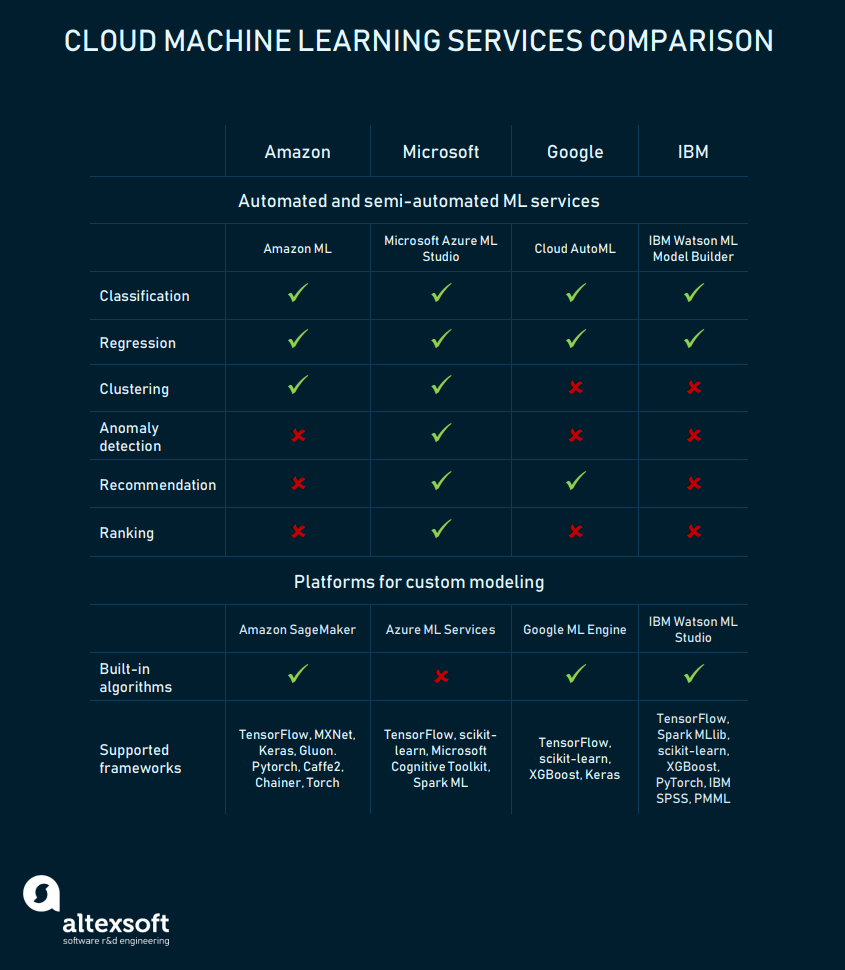 CLOUD MACHINE LEARNING SERVICES COMPARISON
Amazon Microsoft Google IBM
Automated and semi-automated ML services
Amazon ML
Microsoft Azure ML
Studio
Cloud AutoML
IBM Watson ML
Model Builder
Classification
Regression
Clustering
Anomaly
detection
Recommendation
Ranking
Platforms for custom modeling
Amazon SageMaker
Azure ML Services
Google ML Engine
IBM Watson ML
Studio
Built-in
algorithms
Supported
frameworks
TensorFlow, MXNet,
Keras, Gluon.
Pytorch, Caffe2,
Chainer, Torch
TensorFlow, scikit-
learn, Microsoft
Cognitive Toolkit,
Spark ML
TensorFlow,
scikit-learn,
XGBoost, Keras
TensorFlow,
Spark MLlib,
scikit-learn,
XGBoost,
PyTorch, IBM
SPSS, PMML
altexsoft
software r&d engineering